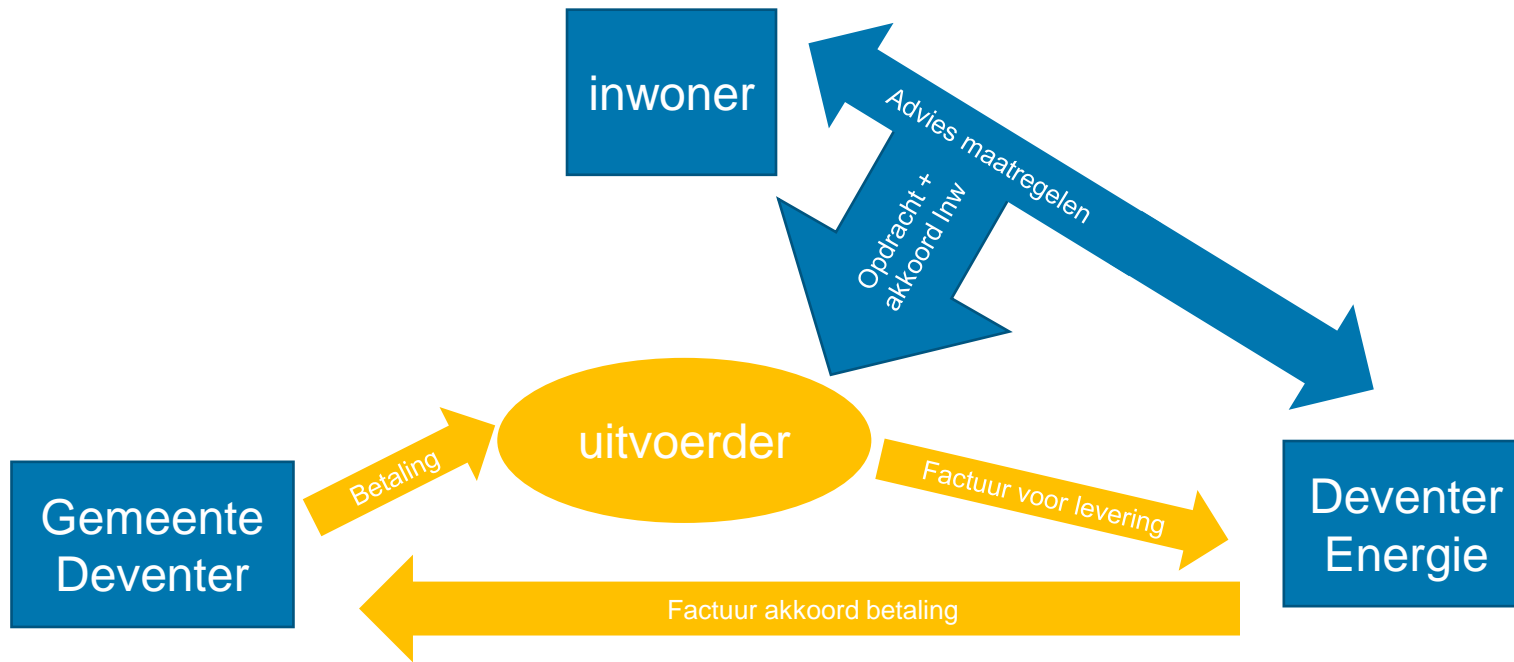 inwoner
Advies maatregelen
Opdracht +
akkoord Inw
uitvoerder
Betaling
Factuur voor levering
Gemeente
Deventer
Deventer
Energie
Factuur akkoord betaling